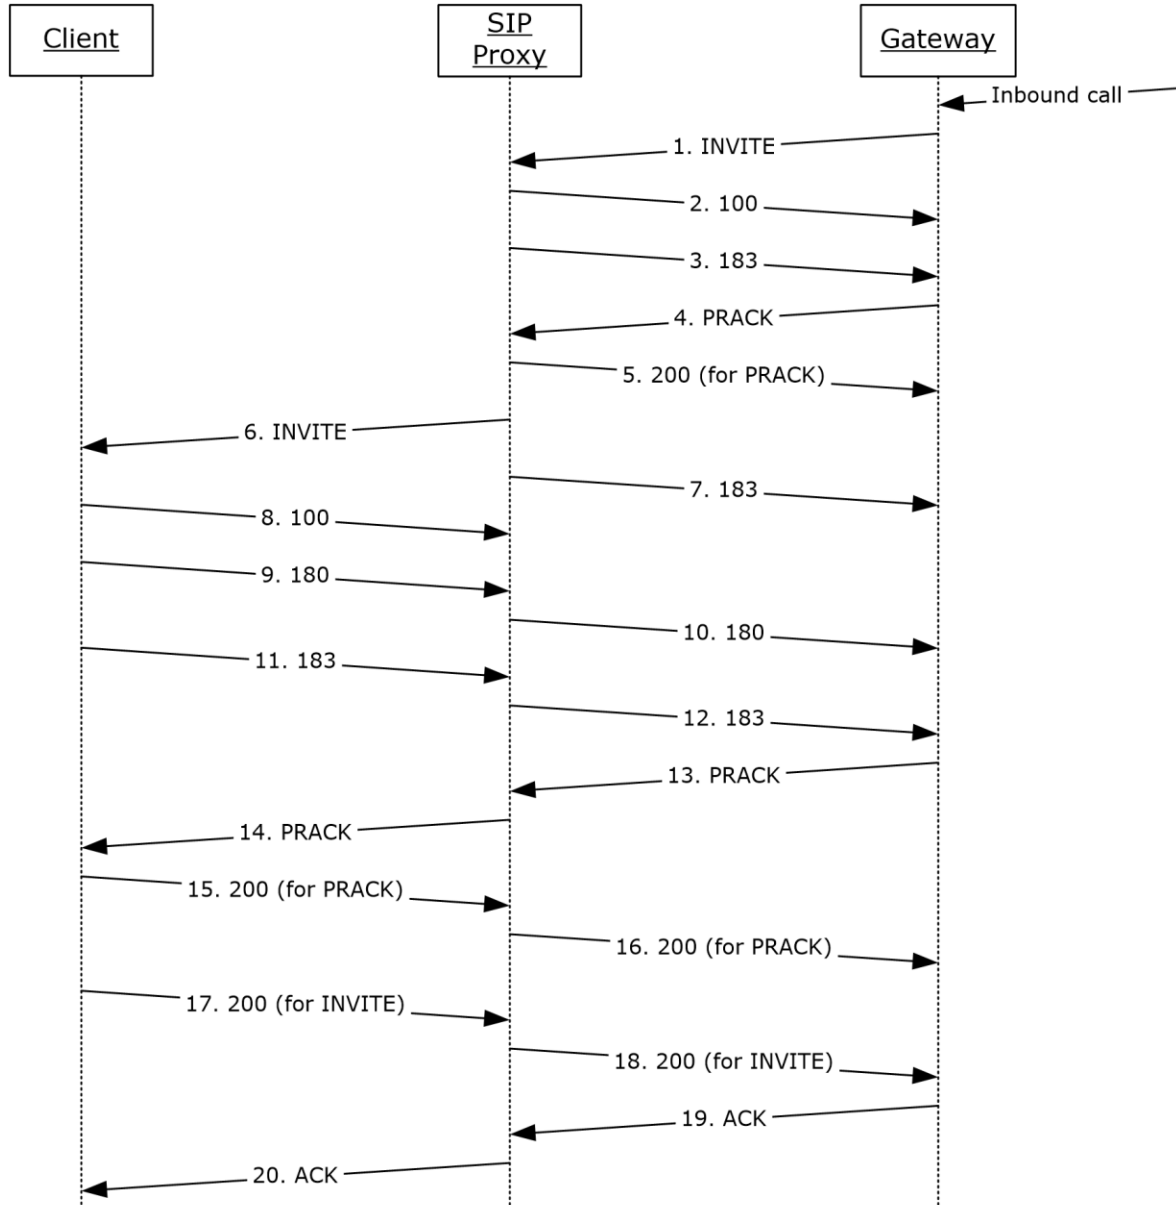 Client
SIP
Proxy
Gateway
Inbound call
1. INVITE
2. 100
3. 183
4. PRACK
5. 200 (for PRACK)
6. INVITE
7. 183
8. 100
9. 180
10. 180
11. 183
12. 183
13. PRACK
14. PRACK
15. 200 (for PRACK)
16. 200 (for PRACK)
17. 200 (for INVITE)
18. 200 (for INVITE)
19. ACK
20. ACK